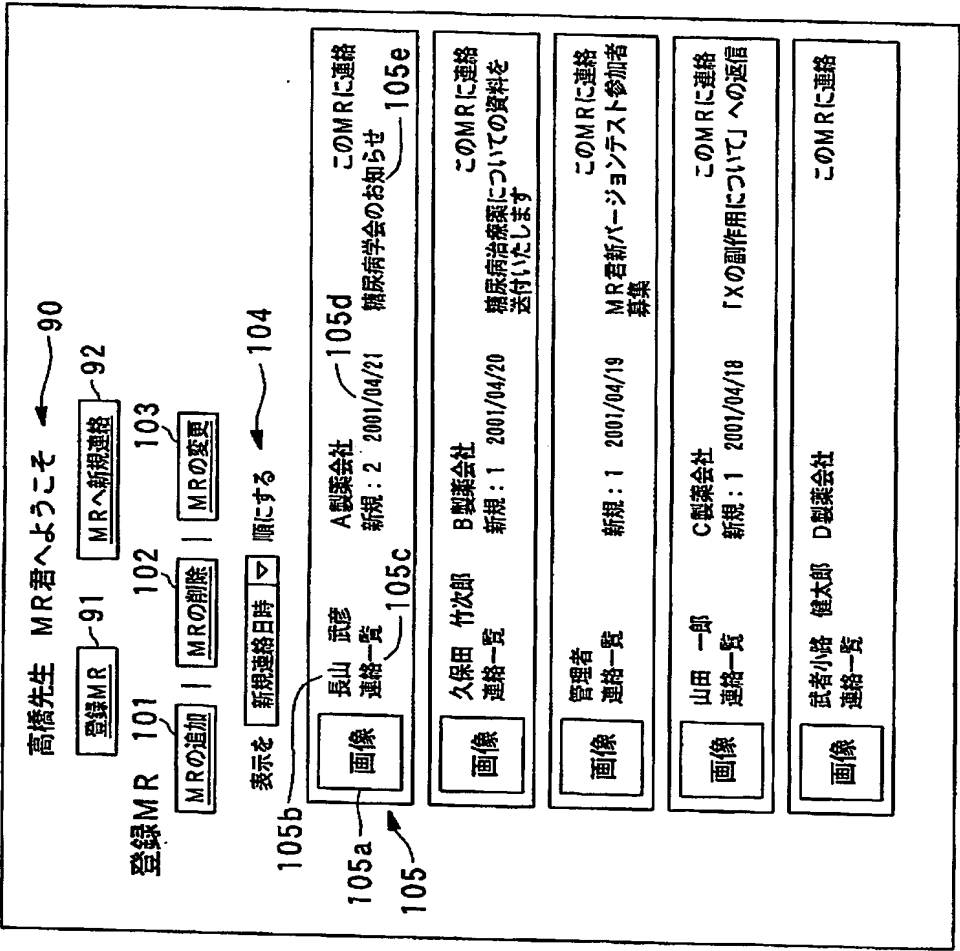 高橋先生 MR君へようこそ 90
登録MR 91 MRへ新規連絡 92
登録MR 101 102 103
MRの追加 | MRの削除 | MRの変更
表示を 新規連絡日時 ▽ 順にする 104
105b 105d
画像 長山 武彦 A製薬会社 このMRに連絡
連絡一覧 新規:2 2001/04/21 糖尿病学会のお知らせ
105a 105c 105e
105
画像 久保田 竹次郎 B製薬会社 このMRに連絡
連絡一覧 新規:1 2001/04/20 糖尿病治療薬についての資料を
送付いたします
画像 管理者 このMRに連絡
連絡一覧 新規:1 2001/04/19 MR君新バージョンテスト参加者
募集
画像 山田 一郎 C製薬会社 このMRに連絡
連絡一覧 新規:1 2001/04/18 「Xの副作用について」への返信
画像 武者小路 健太郎 D製薬会社 このMRに連絡
連絡一覧